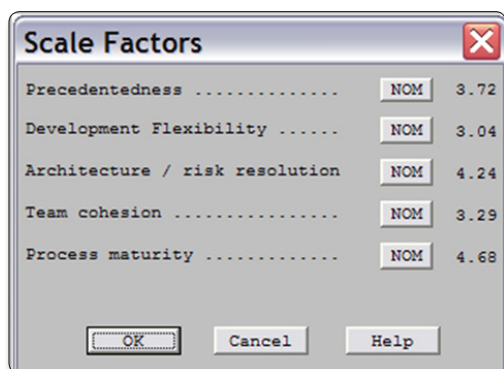 Scale Factors
Precedentedness .............. NOM 3.72
Development Flexibility ...... NOM 3.04
Architecture / risk resolution NOM 4.24
Team cohesion ................ NOM 3.29
Process maturity ............. NOM 4.68
OK Cancel Help